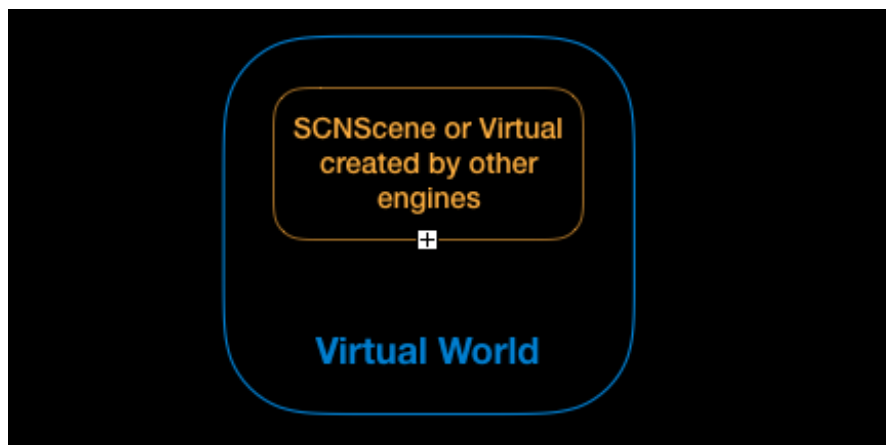 SCNScene or Virtual
created by other
engines
Virtual World